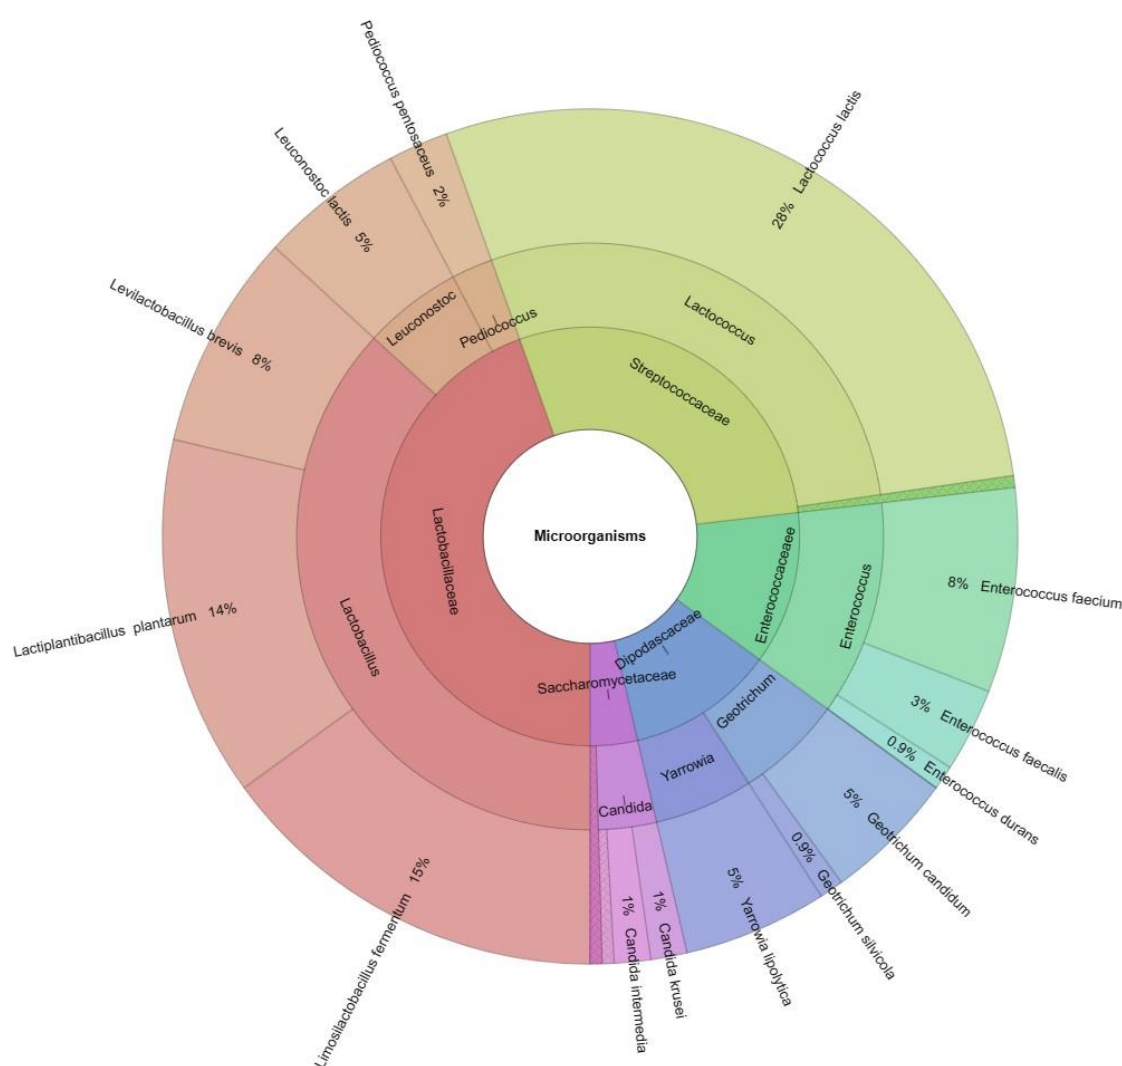 Microorganisms
Streptococcaceae
Lactococcus
28% Lactococcus lactis
Enterococcaceaee
Enterococcus
8% Enterococcus faecium
3% Enterococcus faecalis
0.9% Enterococcus durans
Dipodascaceae
Geotrichum
5% Geotrichum candidum
0.9% Geotrichum silvicola
Yarrowia
5% Yarrowia lipolytica
Saccharomycetaceae
Candida
1% Candida krusei
1% Candida intermedia
Lactobacillaceae
Lactobacillus
Limosilactobacillus fermentum 15%
Lactiplantibacillus plantarum 14%
Levilactobacillus brevis 8%
Leuconostoc
Leuconostoc lactis 5%
Pediococcus
Pediococcus pentosaceus 2%